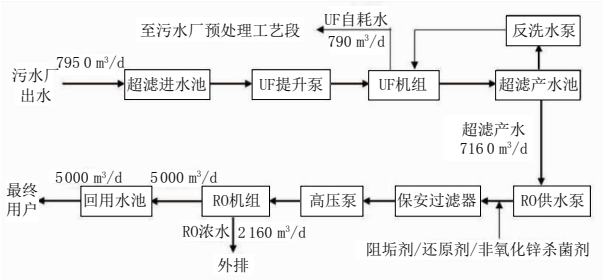 UF自耗水
至污水厂预处理工艺段
790 m³/d
反洗水泵
污水厂
出水
7950 m³/d
超滤进水池
UF提升泵
UF机组
超滤产水池
超滤产水
7160 m³/d
最终
用户
5000 m³/d
回用水池
5000 m³/d
RO机组
高压泵
保安过滤器
RO供水泵
RO浓水
2160 m³/d
外排
阻垢剂/还原剂/非氧化锌杀菌剂